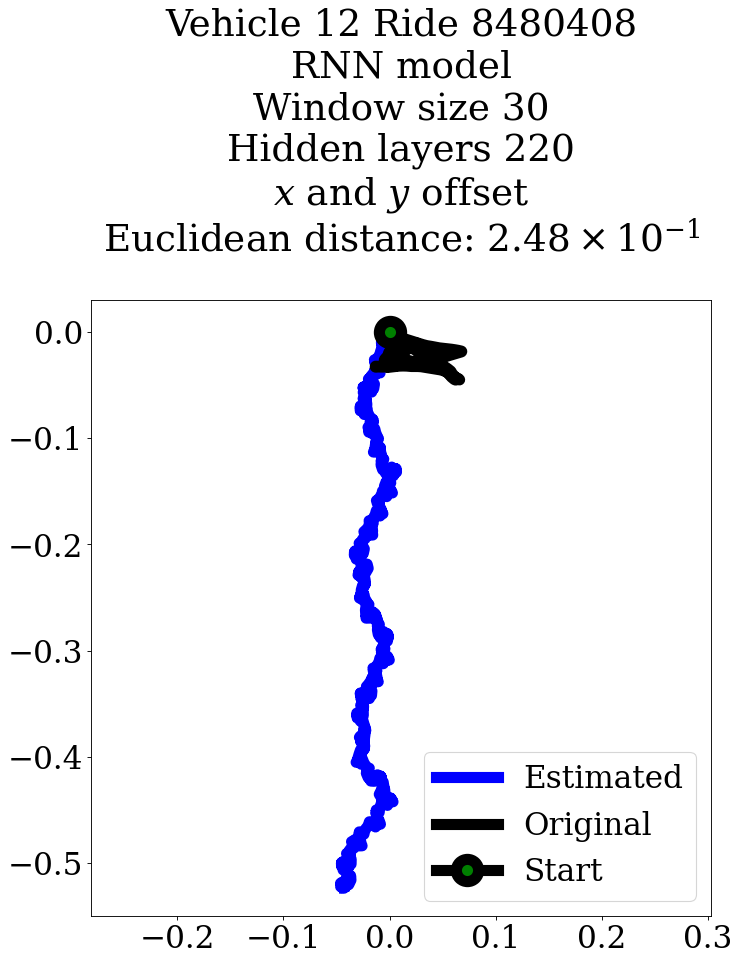 Vehicle 12 Ride 8480408
RNN model
Window size 30
Hidden layers 220
x and y offset
Euclidean distance: 2.48 × 10⁻¹
0.0
−0.1
−0.2
−0.3
−0.4
−0.5
Estimated
Original
Start
−0.2 −0.1 0.0 0.1 0.2 0.3